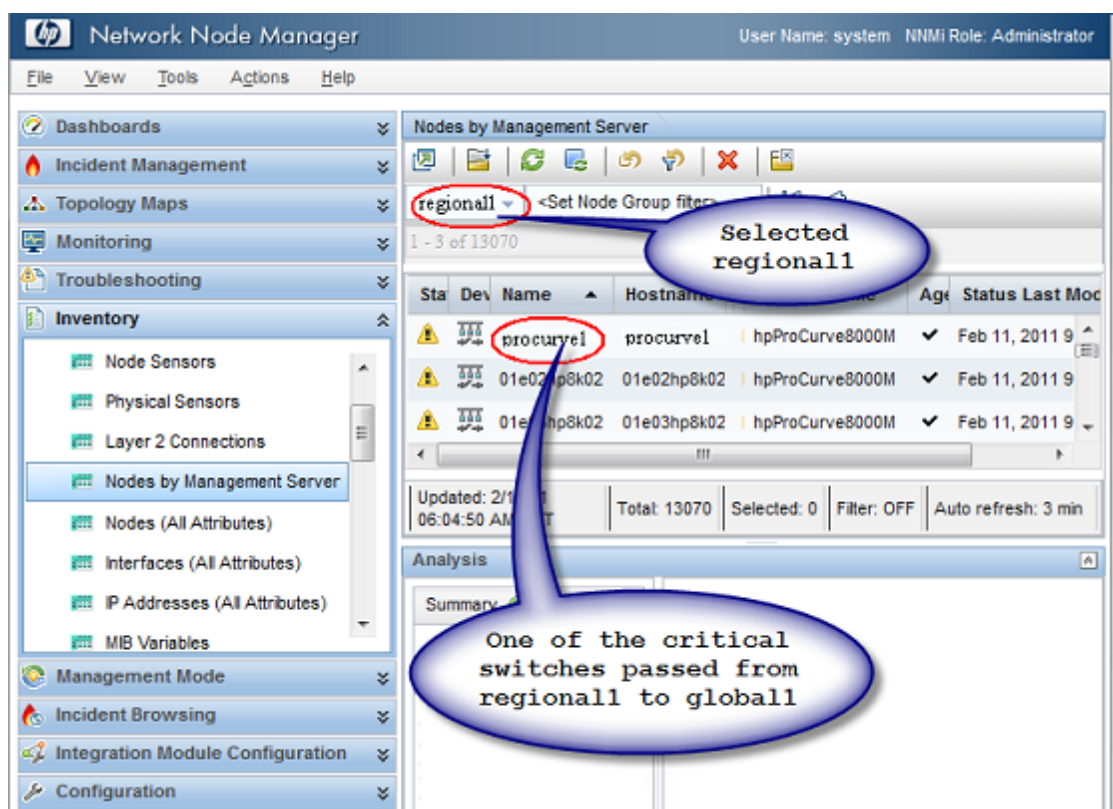 hp Network Node Manager User Name: system NNMi Role: Administrator
File View Tools Actions Help
Dashboards
Incident Management
Topology Maps
Monitoring
Troubleshooting
Inventory
Node Sensors
Physical Sensors
Layer 2 Connections
Nodes by Management Server
Nodes (All Attributes)
Interfaces (All Attributes)
IP Addresses (All Attributes)
MIB Variables
Management Mode
Incident Browsing
Integration Module Configuration
Configuration
Nodes by Management Server
regional1 <Set Node Group filter>
1 - 3 of 13070
Selected
regional1
Sta Dev Name Hostname Age Status Last Mod
procurve1 procurve1 hpProCurve8000M Feb 11, 2011 9
01e02hp8k02 01e02hp8k02 hpProCurve8000M Feb 11, 2011 9
01e03hp8k02 hpProCurve8000M Feb 11, 2011 9
Updated:
06:04:50 AM
Total: 13070 Selected: 0 Filter: OFF Auto refresh: 3 min
Analysis
Summary
One of the critical
switches passed from
regional1 to global1